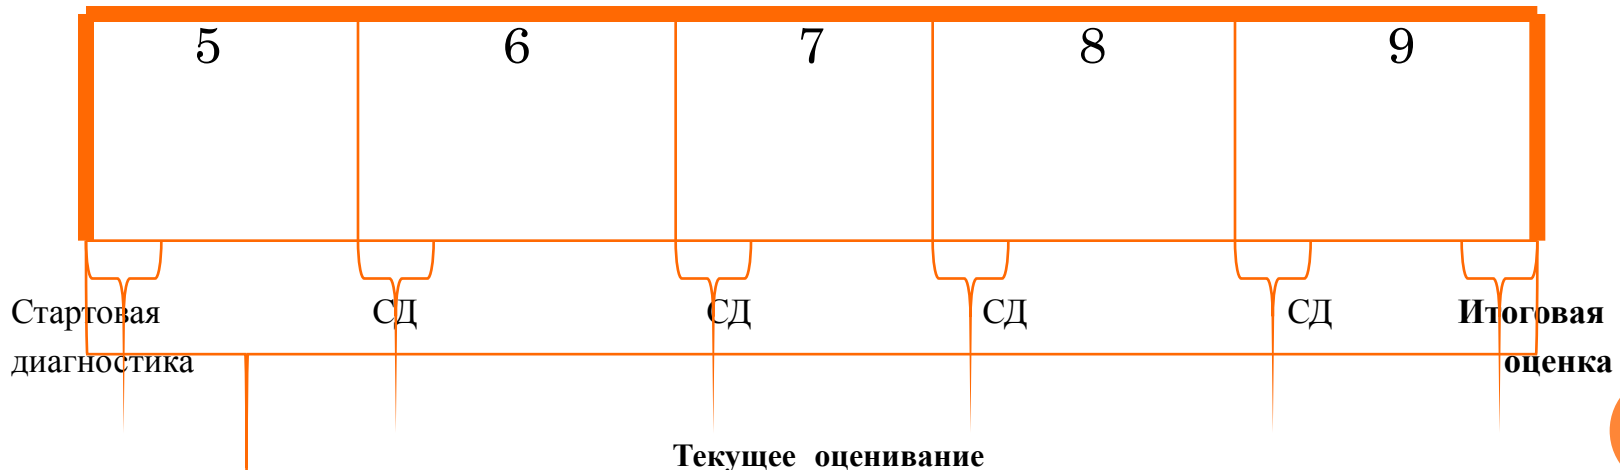 5 6 7 8 9
Стартовая СД СД СД СД Итоговая
диагностика оценка
Текущее оценивание